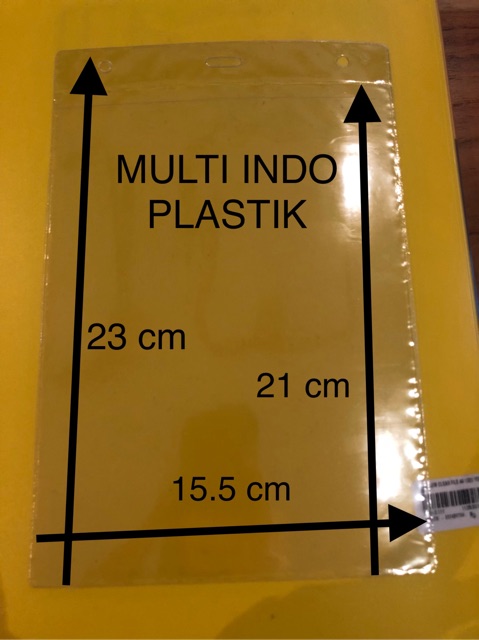 MULTI INDO
PLASTIK
23 cm
21 cm
15.5 cm